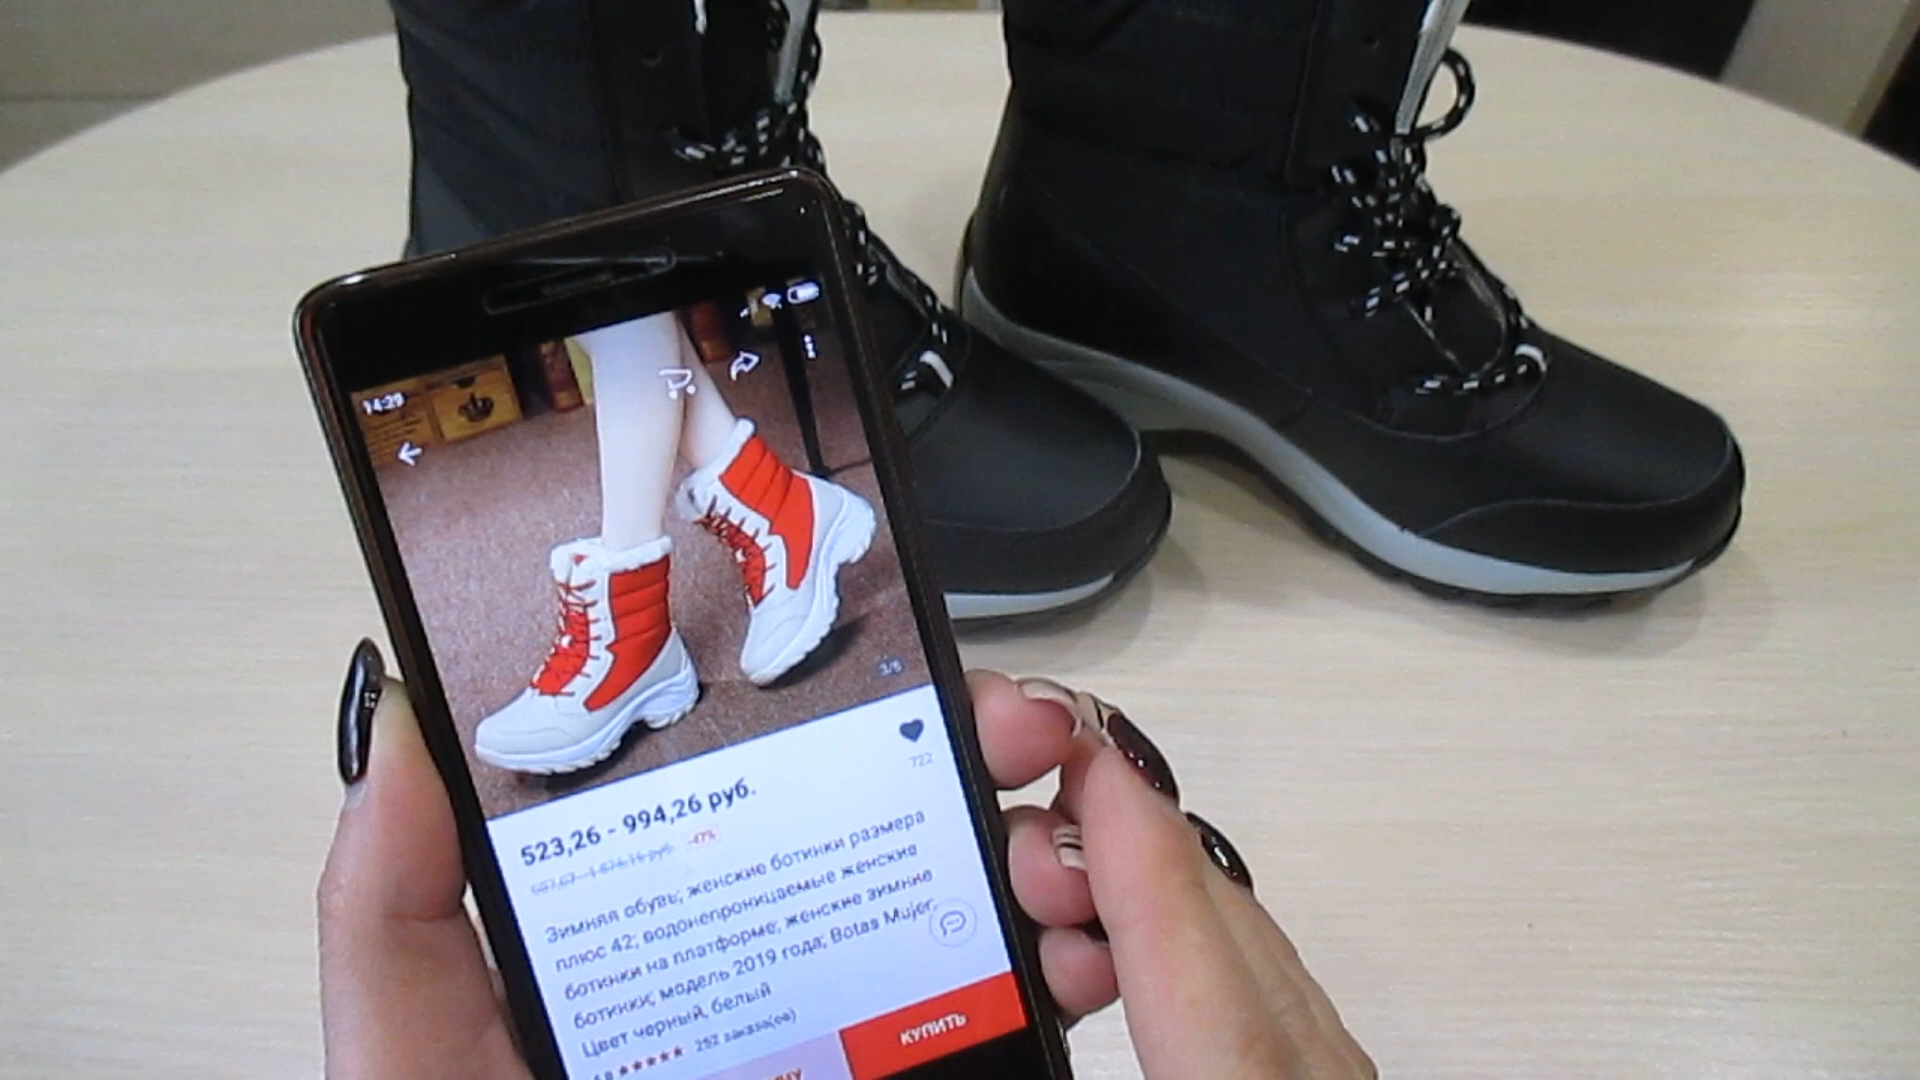 14:29
3/6
722
523,26 - 994,26 руб.
-47%
Зимняя обувь; женские ботинки размера
плюс 42; водонепроницаемые женские
ботинки на платформе; женские зимние
ботинки; модель 2019 года; Botas Mujer;
Цвет черный, белый
252 заказа(ов)
КУПИТЬ